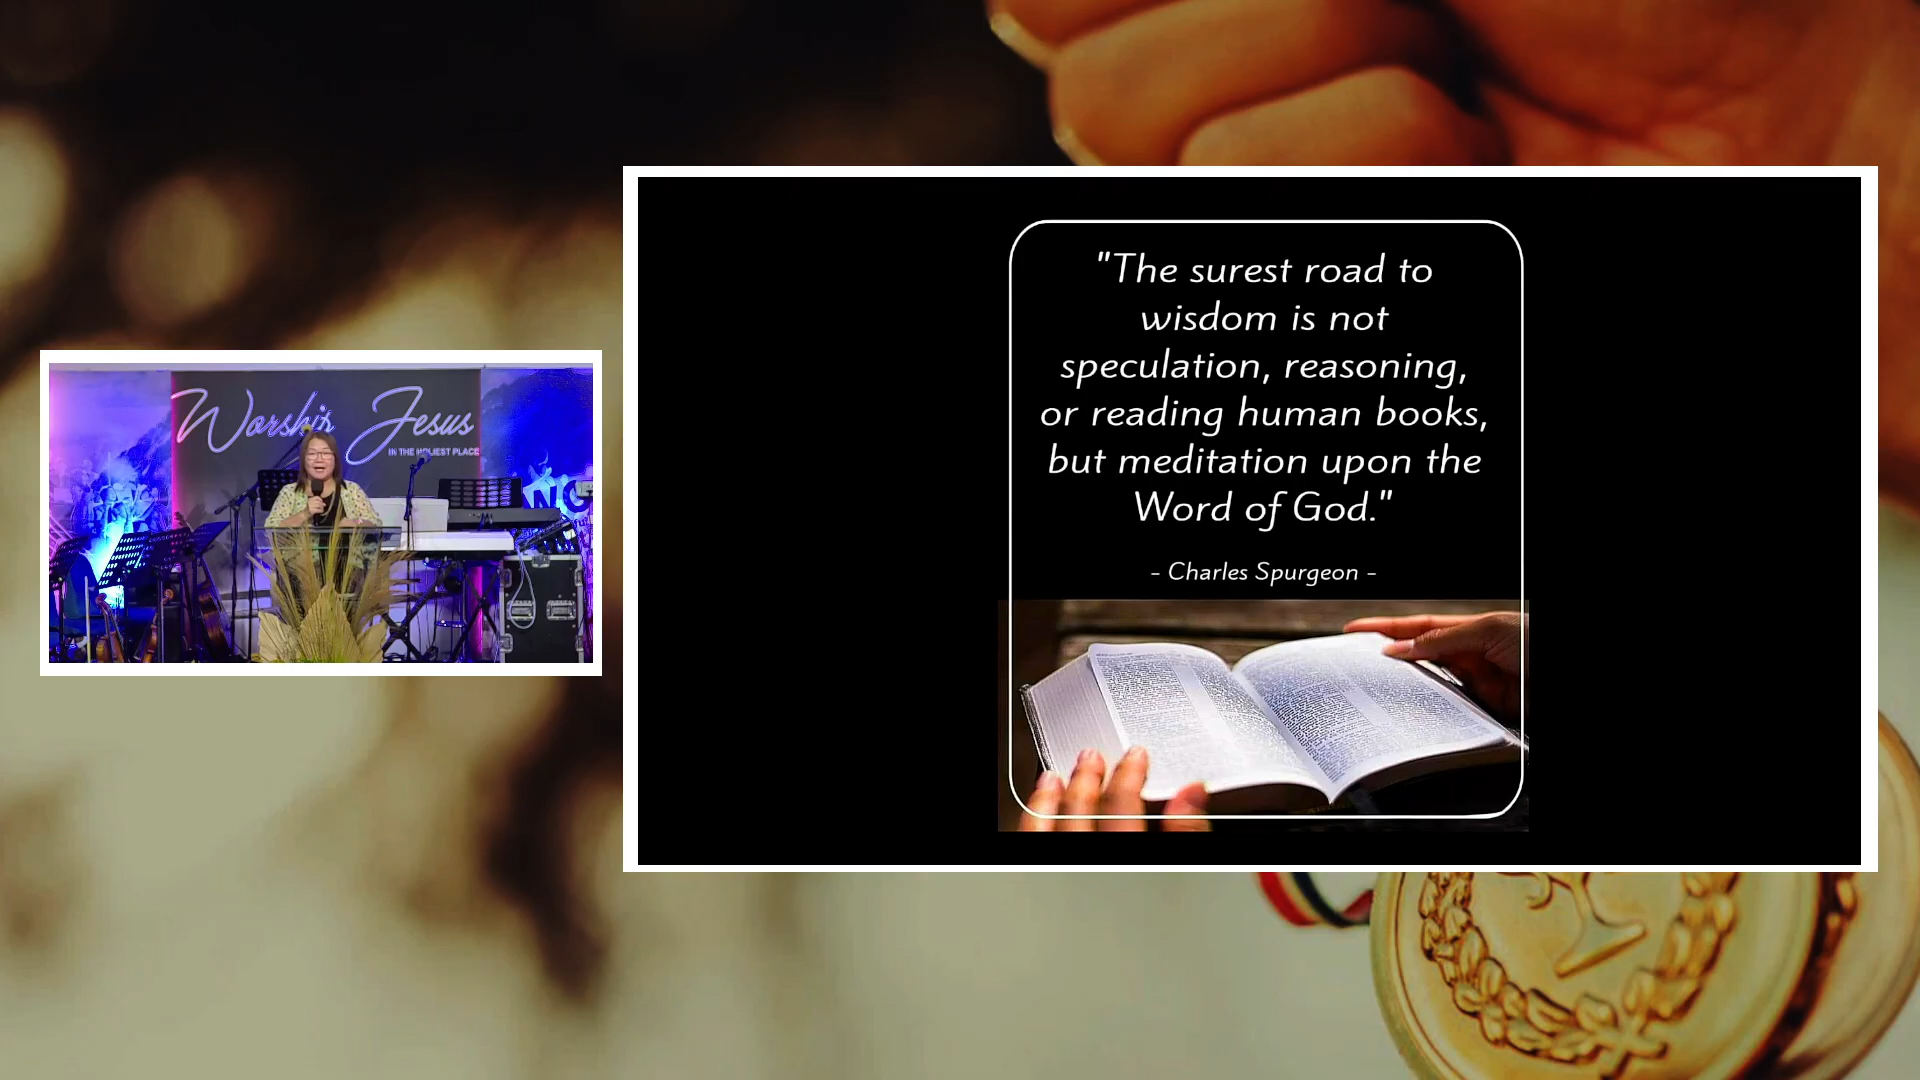 Worship Jesus
IN THE HOLIEST PLACE
"The surest road to
wisdom is not
speculation, reasoning,
or reading human books,
but meditation upon the
Word of God."
- Charles Spurgeon -